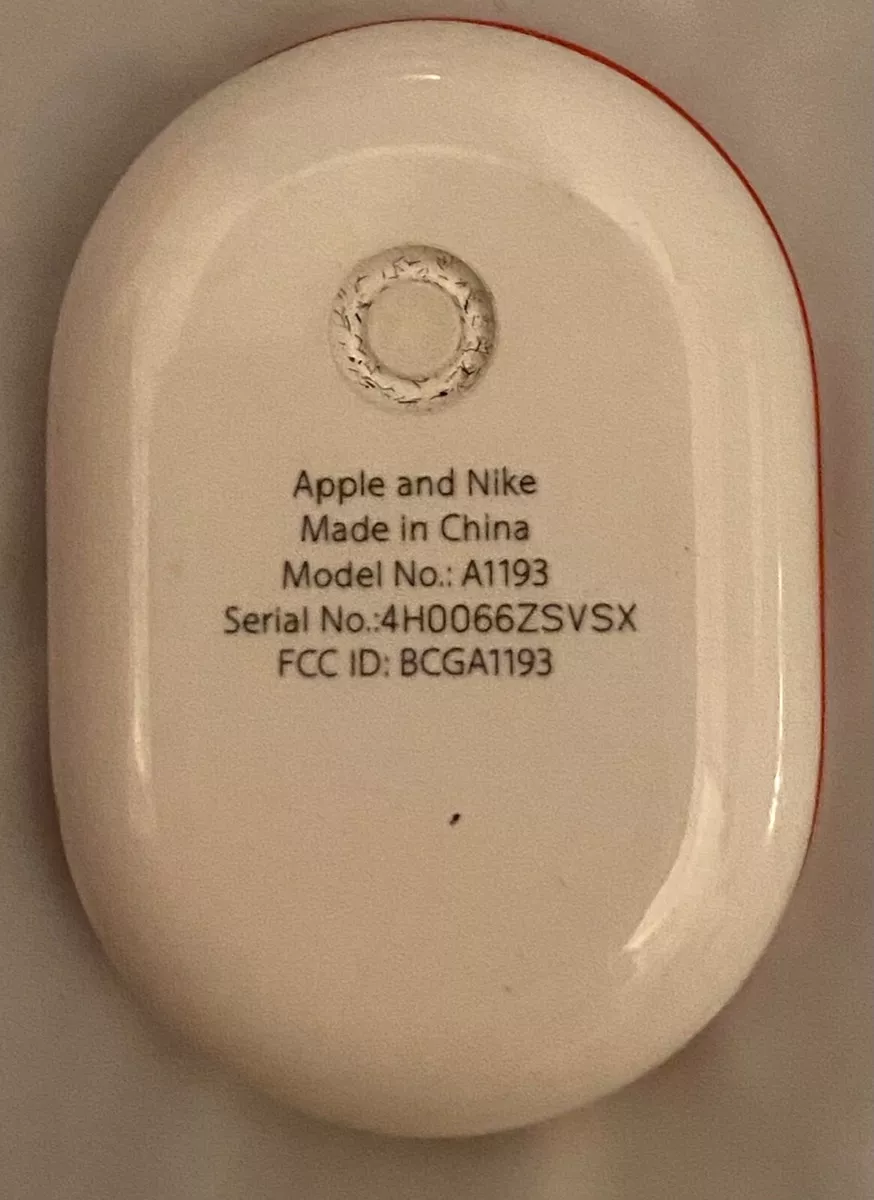 Apple and Nike
Made in China
Model No.: A1193
Serial No.:4H0066ZSVSX
FCC ID: BCGA1193